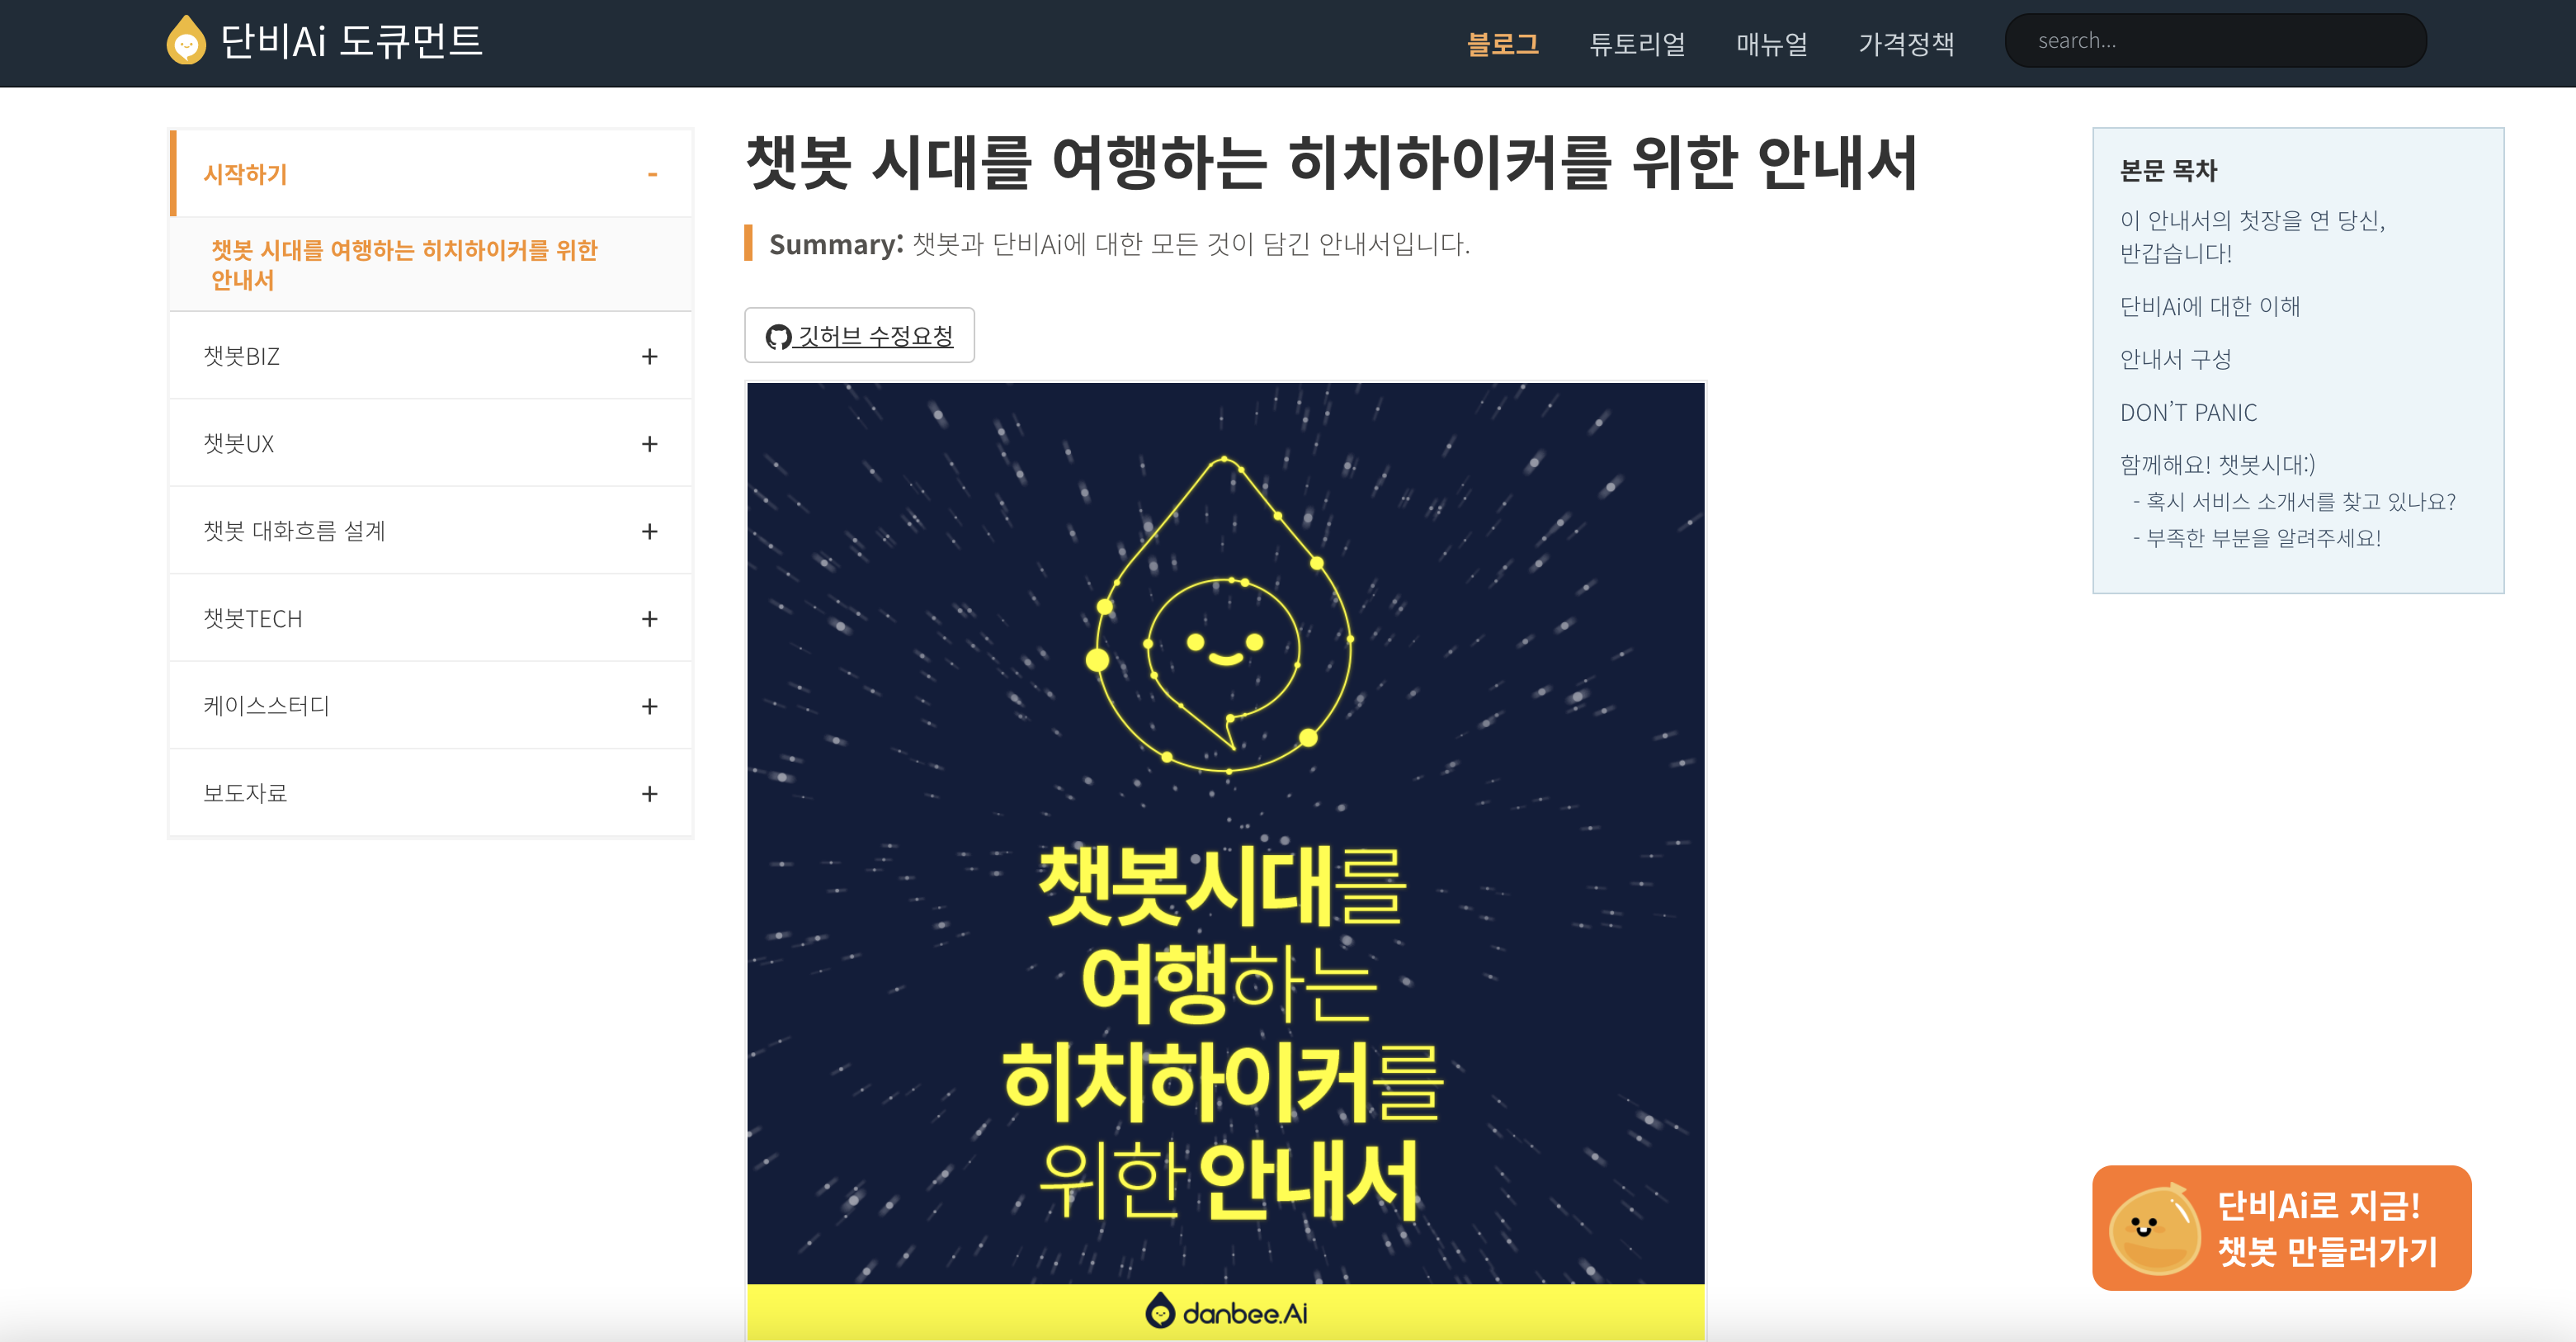 단비Ai 도큐먼트
블로그 튜토리얼 매뉴얼 가격정책 search...
시작하기 -
챗봇 시대를 여행하는 히치하이커를 위한
안내서
챗봇BIZ +
챗봇UX +
챗봇 대화흐름 설계 +
챗봇TECH +
케이스스터디 +
보도자료 +
챗봇 시대를 여행하는 히치하이커를 위한 안내서
Summary: 챗봇과 단비Ai에 대한 모든 것이 담긴 안내서입니다.
깃허브 수정요청
챗봇시대를
여행하는
히치하이커를
위한 안내서
danbee.Ai
본문 목차
이 안내서의 첫장을 연 당신,
반갑습니다!
단비Ai에 대한 이해
안내서 구성
DON’T PANIC
함께해요! 챗봇시대:)
- 혹시 서비스 소개서를 찾고 있나요?
- 부족한 부분을 알려주세요!
단비Ai로 지금!
챗봇 만들러가기